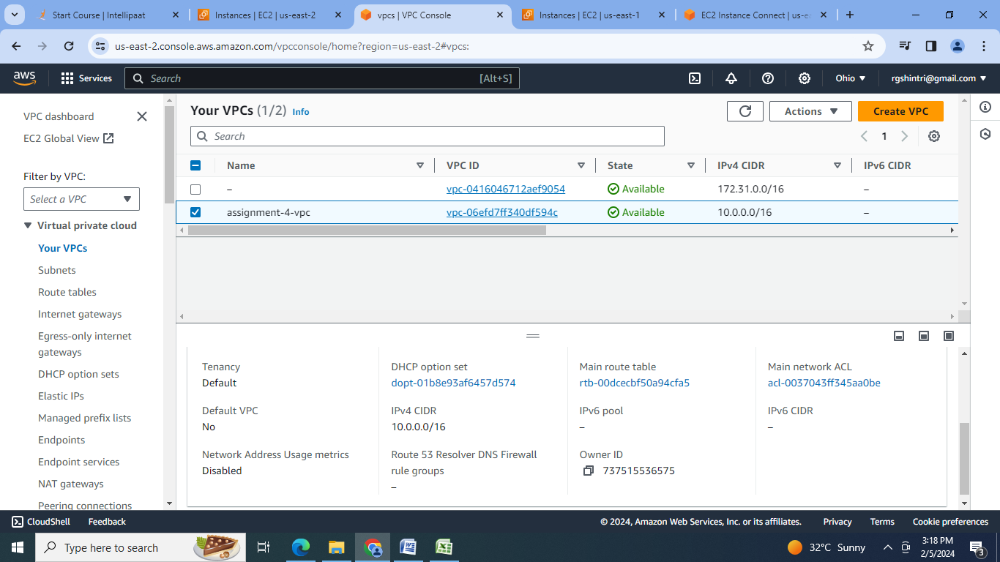 Start Course | Intellipaat
Instances | EC2 | us-east-2
vpcs | VPC Console
Instances | EC2 | us-east-1
EC2 Instance Connect | us-ea
us-east-2.console.aws.amazon.com/vpcconsole/home?region=us-east-2#vpcs:
aws
Services
Search
[Alt+S]
Ohio
rgshintri@gmail.com
VPC dashboard
EC2 Global View
Filter by VPC:
Select a VPC
Virtual private cloud
Your VPCs
Subnets
Route tables
Internet gateways
Egress-only internet
gateways
DHCP option sets
Elastic IPs
Managed prefix lists
Endpoints
Endpoint services
NAT gateways
Peering connections
Your VPCs (1/2) Info
Actions
Create VPC
Search
1
Name VPC ID State IPv4 CIDR IPv6 CIDR
– vpc-0416046712aef9054 Available 172.31.0.0/16 –
assignment-4-vpc vpc-06efd7ff340df594c Available 10.0.0.0/16 –
Tenancy
Default
DHCP option set
dopt-01b8e93af6457d574
Main route table
rtb-00dcecbf50a94cfa5
Main network ACL
acl-0037043ff345aa0be
Default VPC
No
IPv4 CIDR
10.0.0.0/16
IPv6 pool
–
IPv6 CIDR
–
Network Address Usage metrics
Disabled
Route 53 Resolver DNS Firewall
rule groups
–
Owner ID
737515536575
CloudShell
Feedback
© 2024, Amazon Web Services, Inc. or its affiliates.
Privacy
Terms
Cookie preferences
Type here to search
32°C Sunny
3:18 PM
2/5/2024
3